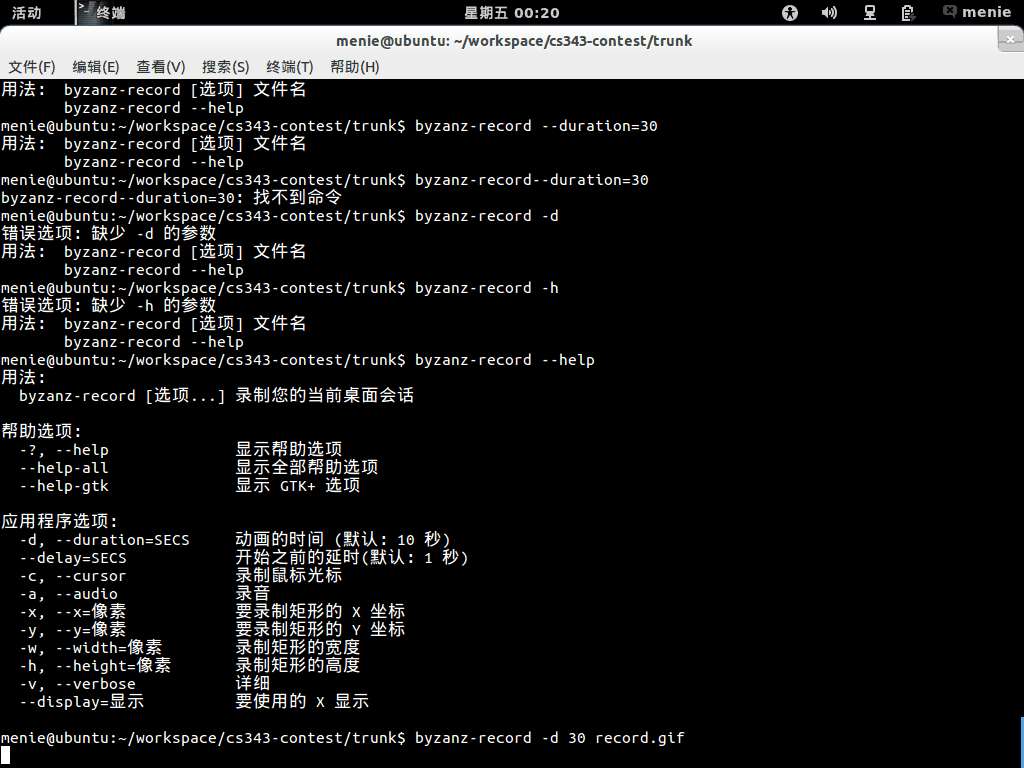 活动 终端 星期五 00:20 menie
menie@ubuntu: ~/workspace/cs343-contest/trunk
文件(F) 编辑(E) 查看(V) 搜索(S) 终端(T) 帮助(H)
用法: byzanz-record [选项] 文件名
byzanz-record --help
menie@ubuntu:~/workspace/cs343-contest/trunk$ byzanz-record --duration=30
用法: byzanz-record [选项] 文件名
byzanz-record --help
menie@ubuntu:~/workspace/cs343-contest/trunk$ byzanz-record--duration=30
byzanz-record--duration=30: 找不到命令
menie@ubuntu:~/workspace/cs343-contest/trunk$ byzanz-record -d
错误选项: 缺少 -d 的参数
用法: byzanz-record [选项] 文件名
byzanz-record --help
menie@ubuntu:~/workspace/cs343-contest/trunk$ byzanz-record -h
错误选项: 缺少 -h 的参数
用法: byzanz-record [选项] 文件名
byzanz-record --help
menie@ubuntu:~/workspace/cs343-contest/trunk$ byzanz-record --help
用法:
byzanz-record [选项...] 录制您的当前桌面会话
帮助选项:
-?, --help 显示帮助选项
--help-all 显示全部帮助选项
--help-gtk 显示 GTK+ 选项
应用程序选项:
-d, --duration=SECS 动画的时间 (默认: 10 秒)
--delay=SECS 开始之前的延时(默认: 1 秒)
-c, --cursor 录制鼠标光标
-a, --audio 录音
-x, --x=像素 要录制矩形的 X 坐标
-y, --y=像素 要录制矩形的 Y 坐标
-w, --width=像素 录制矩形的宽度
-h, --height=像素 录制矩形的高度
-v, --verbose 详细
--display=显示 要使用的 X 显示
menie@ubuntu:~/workspace/cs343-contest/trunk$ byzanz-record -d 30 record.gif